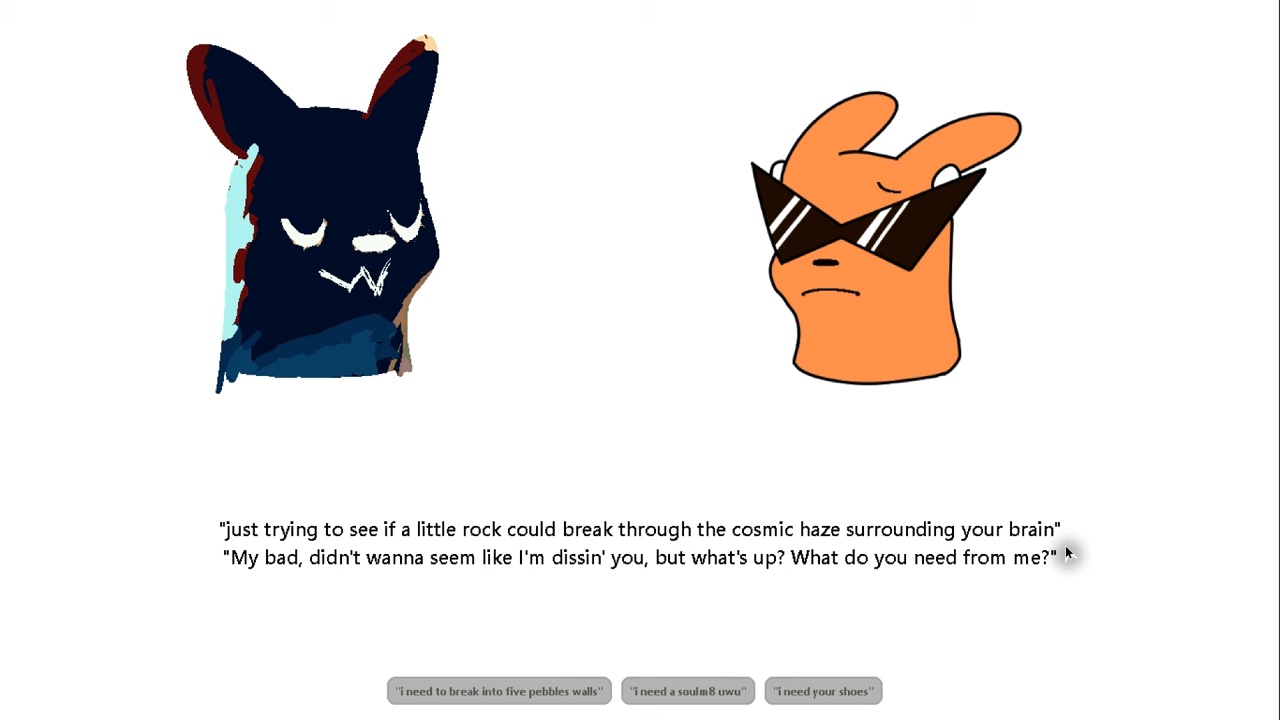 "just trying to see if a little rock could break through the cosmic haze surrounding your brain"
"My bad, didn't wanna seem like I'm dissin' you, but what's up? What do you need from me?"
"i need to break into five pebbles walls"
"i need a soulm8 uwu"
"i need your shoes"